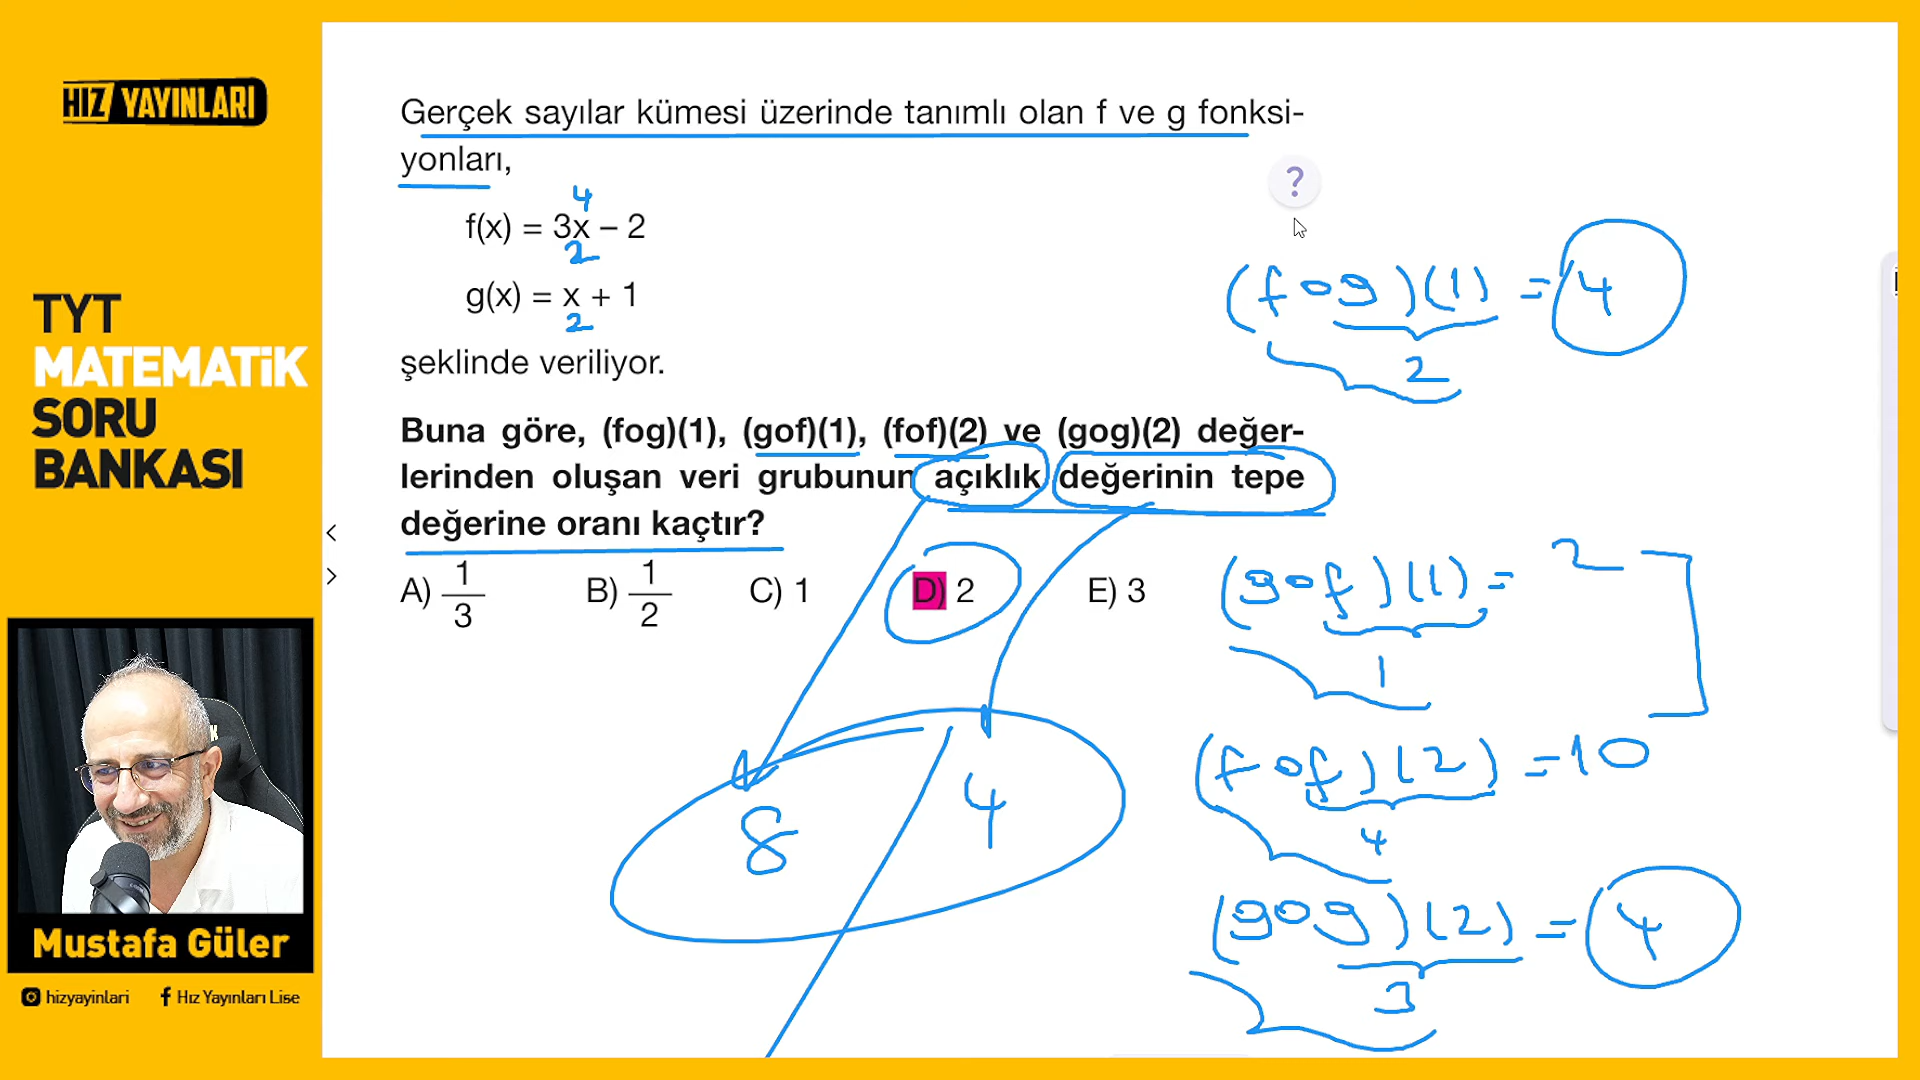 HIZ YAYINLARI
TYT
MATEMATİK
SORU
BANKASI
Mustafa Güler
hizyayinlari
Hız Yayınları Lise
Gerçek sayılar kümesi üzerinde tanımlı olan f ve g fonksi-
yonları,
4
f(x) = 3x – 2
2
g(x) = x + 1
2
şeklinde veriliyor.
Buna göre, (fog)(1), (gof)(1), (fof)(2) ve (gog)(2) değer-
lerinden oluşan veri grubunun açıklık değerinin tepe
değerine oranı kaçtır?
A) 1/3 B) 1/2 C) 1 D) 2 E) 3
8 4
?
(fog)(1) = 4
2
(gof)(1) = 2
1
(fof)(2) = 10
4
(gog)(2) = 4
3